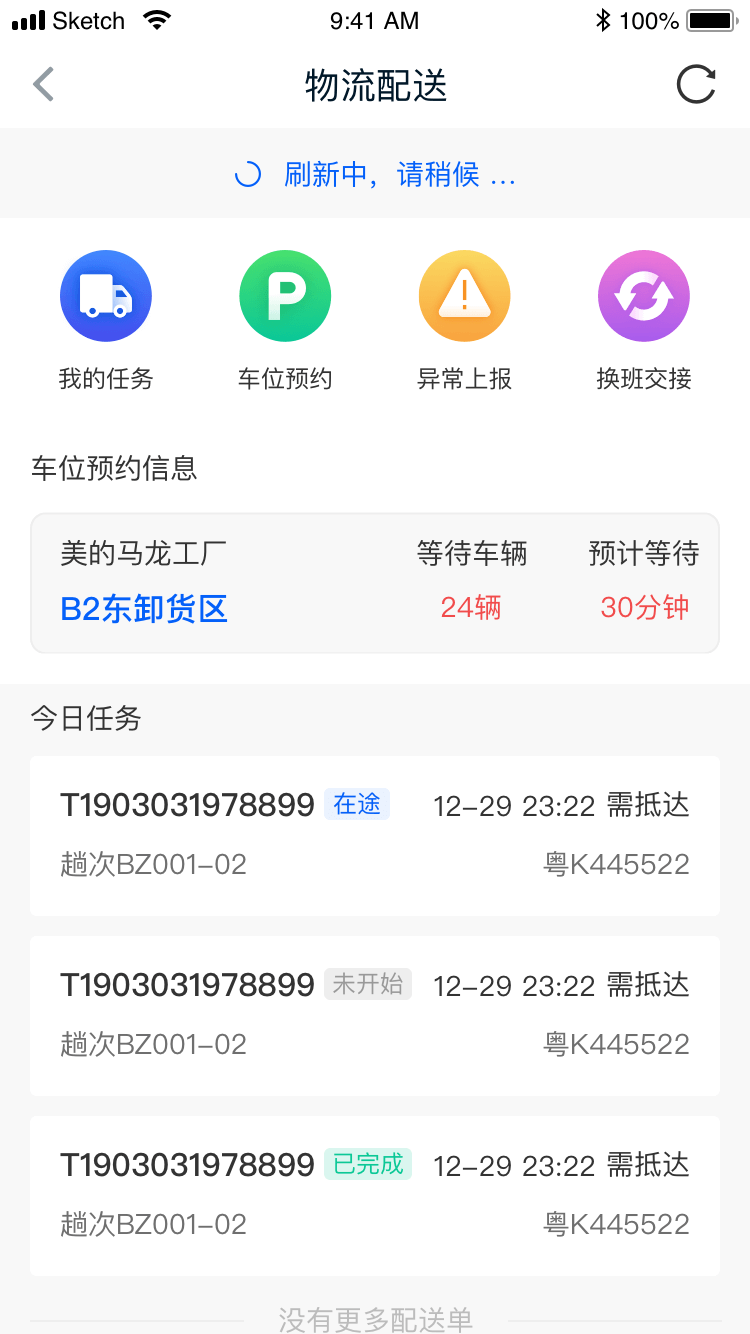 Sketch 9:41 AM 100%
物流配送
刷新中，请稍候 ...
P
我的任务 车位预约 异常上报 换班交接
车位预约信息
美的马龙工厂 等待车辆 预计等待
B2东卸货区 24辆 30分钟
今日任务
T1903031978899 在途 12-29 23:22 需抵达
趟次BZ001-02 粤K445522
T1903031978899 未开始 12-29 23:22 需抵达
趟次BZ001-02 粤K445522
T1903031978899 已完成 12-29 23:22 需抵达
趟次BZ001-02 粤K445522
没有更多配送单